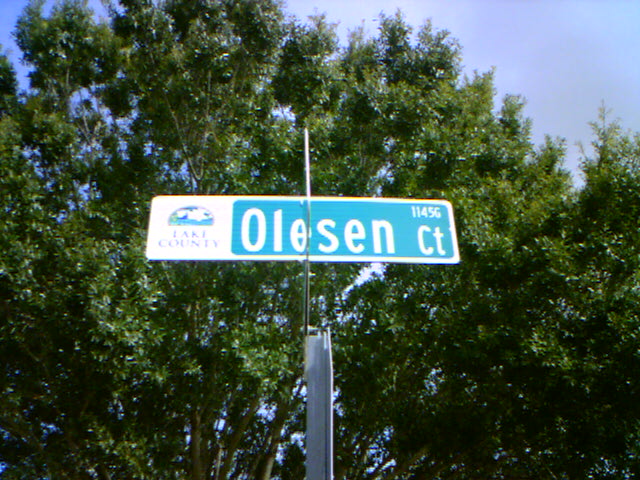 LAKE
COUNTY
1145G
Olesen Ct